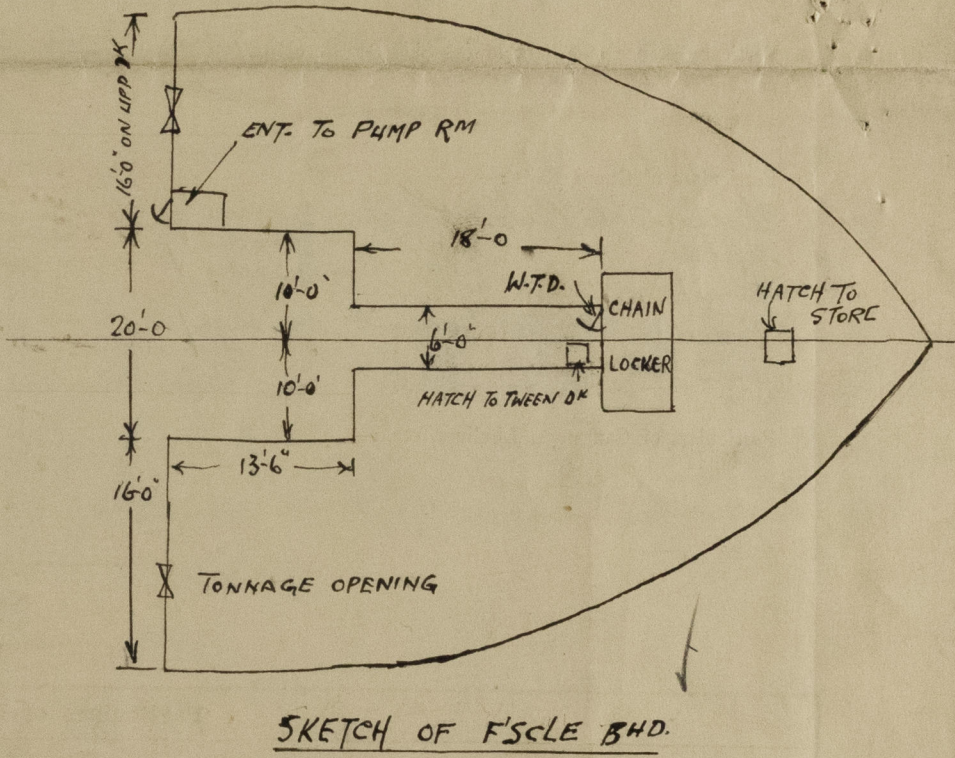 16'-0" ON UPP DK
ENT. TO PUMP RM
18'-0
10'-0"
W.T.D.
CHAIN
HATCH TO
STORE
20'-0
6'-0"
LOCKER
10'-0"
HATCH TO TWEEN DK
13'-6"
16'-0"
TONNAGE OPENING
SKETCH OF F'SCLE BHD.